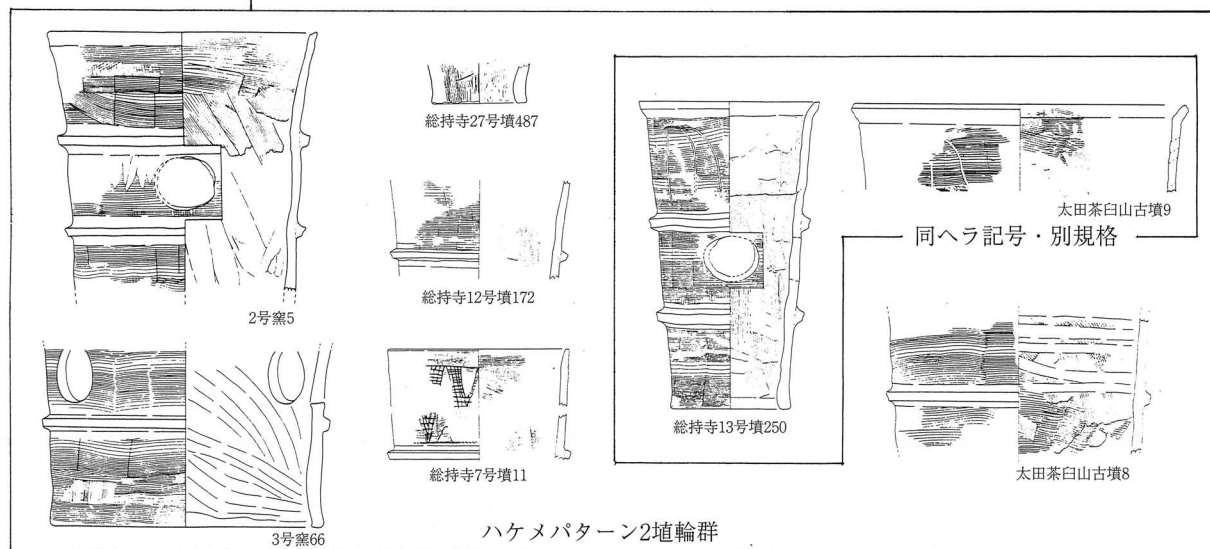 総持寺27号墳487
太田茶臼山古墳9
同ヘラ記号・別規格
総持寺12号墳172
2号窯5
総持寺13号墳250
総持寺7号墳11
太田茶臼山古墳8
3号窯66
ハケメパターン2埴輪群